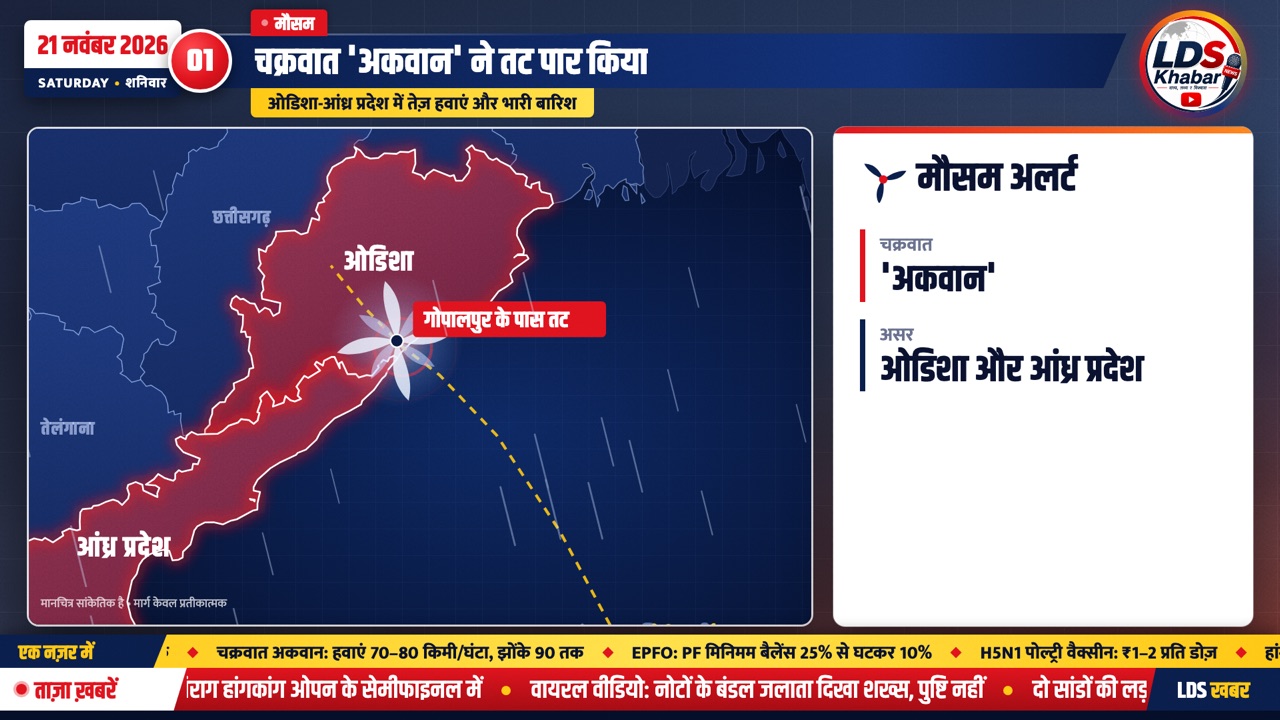 21 नवंबर 2026
SATURDAY • शनिवार
01
मौसम
चक्रवात 'अकवान' ने तट पार किया
ओडिशा-आंध्र प्रदेश में तेज़ हवाएं और भारी बारिश
LDS
Khabar
NEWS
छत्तीसगढ़
ओडिशा
गोपालपुर के पास तट
तेलंगाना
आंध्र प्रदेश
मानचित्र सांकेतिक है • मार्ग केवल प्रतीकात्मक
मौसम अलर्ट
चक्रवात
'अकवान'
असर
ओडिशा और आंध्र प्रदेश
एक नज़र में
चक्रवात अकवान: हवाएं 70–80 किमी/घंटा, झोंके 90 तक ◆ EPFO: PF मिनिमम बैलेंस 25% से घटकर 10% ◆ H5N1 पोल्ट्री वैक्सीन: ₹1–2 प्रति डोज़ ◆
ताज़ा ख़बरें
हांगकांग ओपन के सेमीफाइनल में • वायरल वीडियो: नोटों के बंडल जलाता दिखा शख्स, पुष्टि नहीं • दो सांडों की
LDS खबर